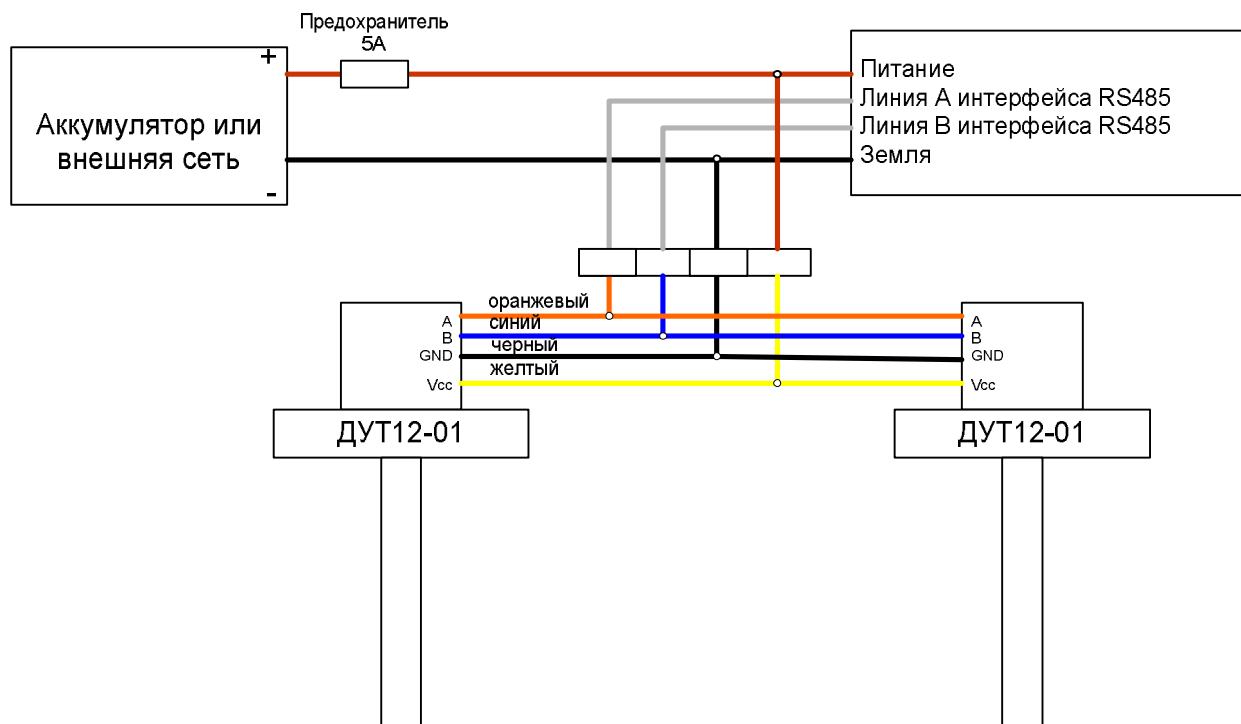 Предохранитель
5А
+
Аккумулятор или
внешняя сеть
-
Питание
Линия А интерфейса RS485
Линия В интерфейса RS485
Земля
оранжевый
синий
черный
желтый
A
B
GND
Vcc
ДУТ12-01
A
B
GND
Vcc
ДУТ12-01